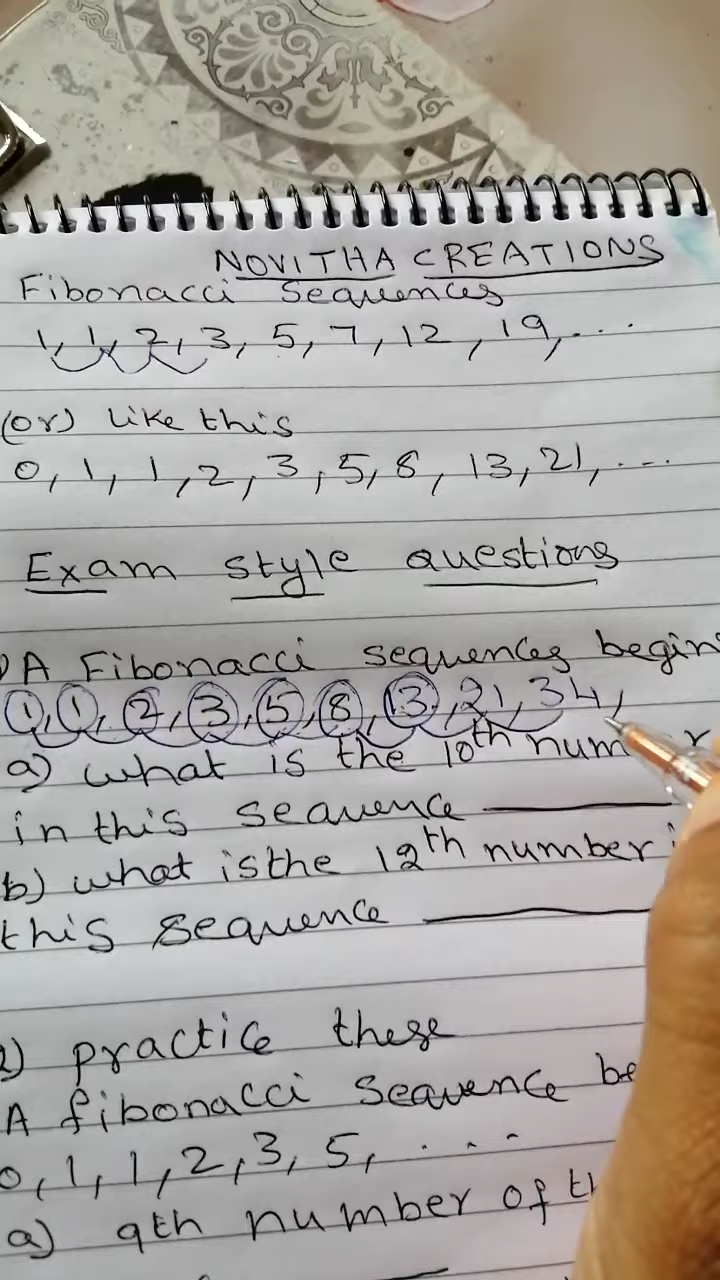 NOVITHA CREATIONS
Fibonacci Sequences
1, 1, 2, 3, 5, 7, 12, 19, ...
(or) like this
0, 1, 1, 2, 3, 5, 8, 13, 21, ...
Exam style questions
A Fibonacci sequences begin
1, 1, 2, 3, 5, 8, 13, 21, 34,
a) what is the 10th num
in this sequence
b) what is the 12th number
this sequence
practice these
A fibonacci sequence be
0, 1, 1, 2, 3, 5, ...
a) 9th number of th